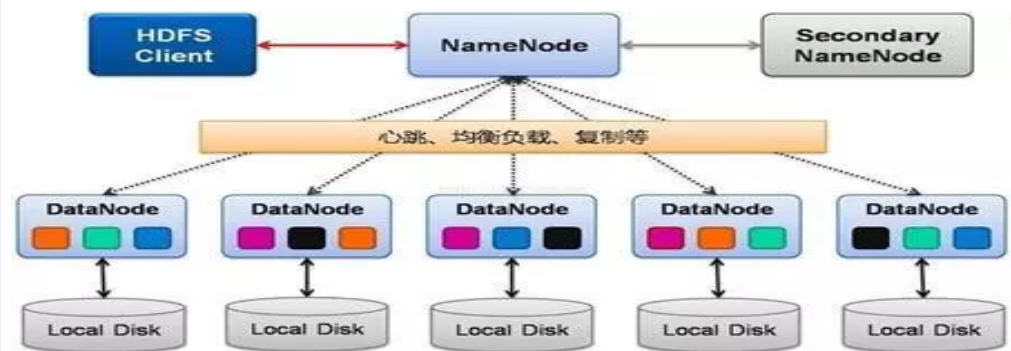 HDFS
Client
NameNode
Secondary
NameNode
心跳、均衡负载、复制等
DataNode
DataNode
DataNode
DataNode
DataNode
Local Disk
Local Disk
Local Disk
Local Disk
Local Disk